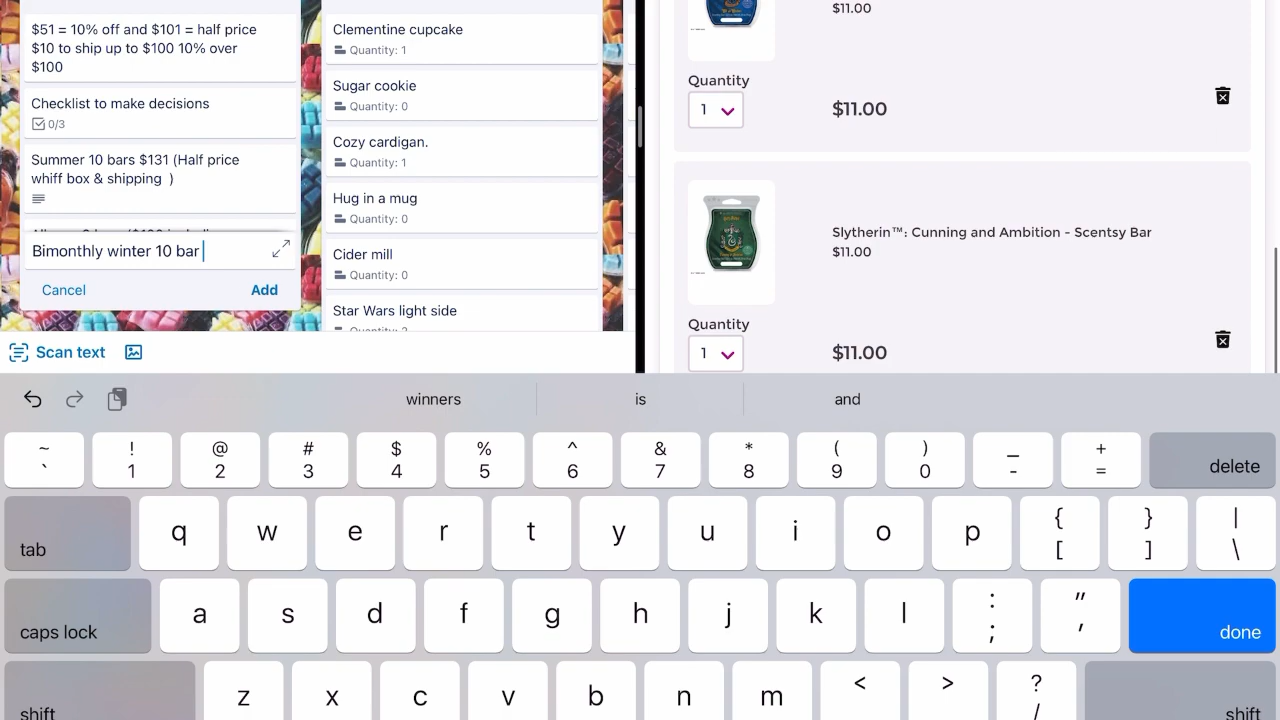 $51 = 10% off and $101 = half price
$10 to ship up to $100 10% over
$100
Checklist to make decisions
0/3
Summer 10 bars $131 (Half price
whiff box & shipping )
Bimonthly winter 10 bar
Cancel
Add
Scan text
Clementine cupcake
Quantity: 1
Sugar cookie
Quantity: 0
Cozy cardigan.
Quantity: 1
Hug in a mug
Quantity: 0
Cider mill
Quantity: 0
Star Wars light side
$11.00
Quantity
1
$11.00
Slytherin™: Cunning and Ambition - Scentsy Bar
$11.00
Quantity
1
$11.00
winners
is
and
~ ! @ # $ % ^ & * ( ) _ +
` 1 2 3 4 5 6 7 8 9 0 - = delete
tab q w e r t y u i o p { [ } ] | \
caps lock a s d f g h j k l : ; " ' done
shift z x c v b n m < > ? / shift